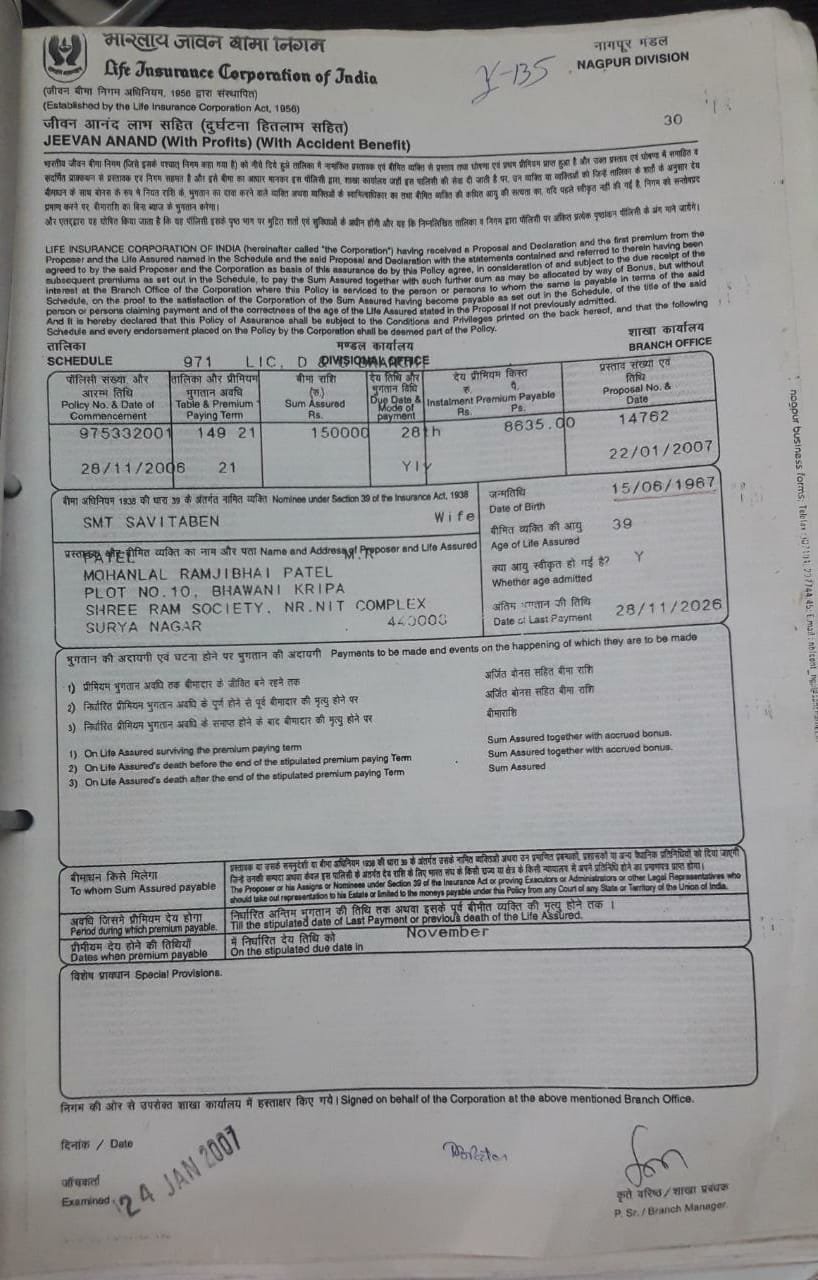 भारतीय जीवन बीमा निगम
Life Insurance Corporation of India
(जीवन बीमा निगम अधिनियम, 1956 द्वारा संस्थापित)
(Established by the Life Insurance Corporation Act, 1956)
नागपूर मंडल
NAGPUR DIVISION
30
जीवन आनंद लाभ सहित (दुर्घटना हितलाभ सहित)
JEEVAN ANAND (With Profits) (With Accident Benefit)
LIFE INSURANCE CORPORATION OF INDIA (hereinafter called "the Corporation") having received a Proposal and Declaration and the first premium from the
Proposer and the Life Assured named in the Schedule and the said Proposal and Declaration with the statements contained and referred to therein having been
agreed to by the said Proposer and the Corporation as basis of this assurance do by this Policy agree, in consideration of and subject to the due receipt of the
subsequent premiums as set out in the Schedule, to pay the Sum Assured together with such further sum as may be allocated by way of Bonus, but without
interest at the Branch Office of the Corporation where this Policy is serviced to the person or persons to whom the same is payable in terms of the said
Schedule, on the proof to the satisfaction of the Corporation of the Sum Assured having become payable as set out in the Schedule, of the title of the said
person or persons claiming payment and of the correctness of the age of the Life Assured stated in the Proposal if not previously admitted.
And it is hereby declared that this Policy of Assurance shall be subject to the Conditions and Privileges printed on the back hereof, and that the following
Schedule and every endorsement placed on the Policy by the Corporation shall be deemed part of the Policy.
तालिका
SCHEDULE
मण्डल कार्यालय
DIVISIONAL OFFICE
शाखा कार्यालय
BRANCH OFFICE
971 LIC, D
पॉलिसी संख्या और आरम्भ तिथि
Policy No. & Date of Commencement
तालिका और प्रीमियम भुगतान अवधि
Table & Premium Paying Term
बीमा राशि (रु.)
Sum Assured Rs.
देय तिथि और भुगतान विधि
Due Date & Mode of payment
देय प्रीमियम किस्त रु. पै.
Instalment Premium Payable Rs. Ps.
प्रस्ताव संख्या एवं तिथि
Proposal No. & Date
975332001 149 21 150000 28th 8635.00 14762
28/11/2006 21 YLY 22/01/2007
बीमा अधिनियम 1938 की धारा 39 के अंतर्गत नामित व्यक्ति Nominee under Section 39 of the Insurance Act, 1938
SMT SAVITABEN Wife
PATEL
जन्मतिथि
Date of Birth
15/06/1967
बीमित व्यक्ति की आयु
Age of Life Assured
39
क्या आयु स्वीकृत हो गई है?
Whether age admitted
Y
अंतिम भुगतान की तिथि
Date of Last Payment
28/11/2026
प्रस्तावक और बीमित व्यक्ति का नाम और पता Name and Address of Proposer and Life Assured
MOHANLAL RAMJIBHAI PATEL
PLOT NO.10, BHAWANI KRIPA
SHREE RAM SOCIETY, NR.NIT COMPLEX
SURYA NAGAR
भुगतान की अदायगी एवं घटना होने पर भुगतान की अदायगी Payments to be made and events on the happening of which they are to be made
1) प्रीमियम भुगतान अवधि तक बीमादार के जीवित बने रहने तक अर्जित बोनस सहित बीमा राशि
2) निर्धारित प्रीमियम भुगतान अवधि के पूर्ण होने से पूर्व बीमादार की मृत्यु होने पर अर्जित बोनस सहित बीमा राशि
3) निर्धारित प्रीमियम भुगतान अवधि के समाप्त होने के बाद बीमादार की मृत्यु होने पर बीमाराशि
1) On Life Assured surviving the premium paying term Sum Assured together with accrued bonus.
2) On Life Assured's death before the end of the stipulated premium paying Term Sum Assured together with accrued bonus.
3) On Life Assured's death after the end of the stipulated premium paying Term Sum Assured
बीमाधन किसे मिलेगा
To whom Sum Assured payable
The Proposer or his Assigns or Nominees under Section 39 of the Insurance Act or proving Executors or Administrators or other Legal Representatives who
should take out representation to his Estate or limited to the moneys payable under this Policy from any Court of any State or Territory of the Union of India.
अवधि जिसमे प्रीमियम देय होगा
Period during which premium payable.
निर्धारित अन्तिम भुगतान की तिथि तक अथवा इसके पूर्व बीमीत व्यक्ति की मृत्यु होने तक ।
Till the stipulated date of Last Payment or previous death of the Life Assured.
प्रीमीयम देय होने की तिथियाँ
Dates when premium payable
में निर्धारित देय तिथि को
On the stipulated due date in
November
विशेष प्रावधान Special Provisions.
निगम की ओर से उपरोक्त शाखा कार्यालय में हस्ताक्षर किए गये। Signed on behalf of the Corporation at the above mentioned Branch Office.
दिनांक / Date
24 JAN 2007
जाँचकर्ता
Examined
कृते वरिष्ठ / शाखा प्रबंधक
P. Sr. / Branch Manager.